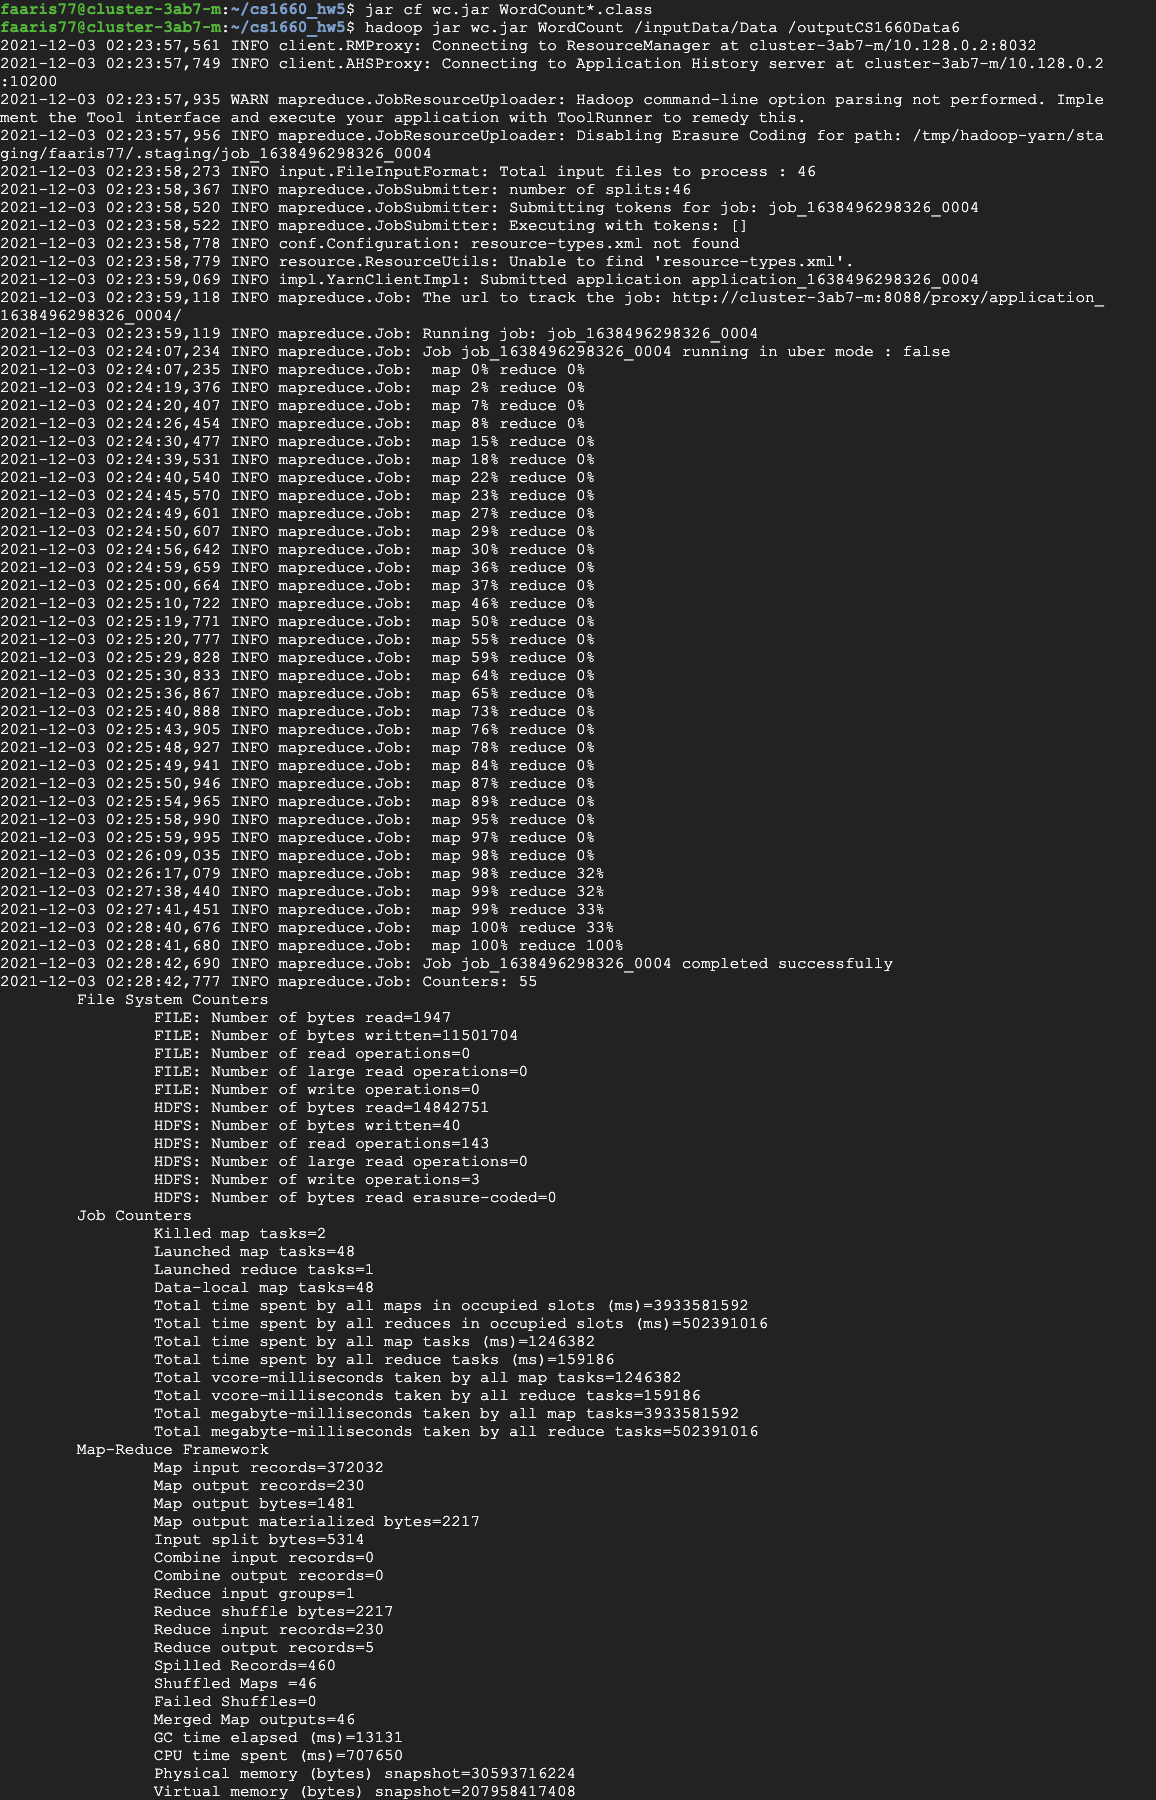 faaris77@cluster-3ab7-m:~/cs1660_hw5$ jar cf wc.jar WordCount*.class
faaris77@cluster-3ab7-m:~/cs1660_hw5$ hadoop jar wc.jar WordCount /inputData/Data /outputCS1660Data6
2021-12-03 02:23:57,561 INFO client.RMProxy: Connecting to ResourceManager at cluster-3ab7-m/10.128.0.2:8032
2021-12-03 02:23:57,749 INFO client.AHSProxy: Connecting to Application History server at cluster-3ab7-m/10.128.0.2
:10200
2021-12-03 02:23:57,935 WARN mapreduce.JobResourceUploader: Hadoop command-line option parsing not performed. Imple
ment the Tool interface and execute your application with ToolRunner to remedy this.
2021-12-03 02:23:57,956 INFO mapreduce.JobResourceUploader: Disabling Erasure Coding for path: /tmp/hadoop-yarn/sta
ging/faaris77/.staging/job_1638496298326_0004
2021-12-03 02:23:58,273 INFO input.FileInputFormat: Total input files to process : 46
2021-12-03 02:23:58,367 INFO mapreduce.JobSubmitter: number of splits:46
2021-12-03 02:23:58,520 INFO mapreduce.JobSubmitter: Submitting tokens for job: job_1638496298326_0004
2021-12-03 02:23:58,522 INFO mapreduce.JobSubmitter: Executing with tokens: []
2021-12-03 02:23:58,778 INFO conf.Configuration: resource-types.xml not found
2021-12-03 02:23:58,779 INFO resource.ResourceUtils: Unable to find 'resource-types.xml'.
2021-12-03 02:23:59,069 INFO impl.YarnClientImpl: Submitted application application_1638496298326_0004
2021-12-03 02:23:59,118 INFO mapreduce.Job: The url to track the job: http://cluster-3ab7-m:8088/proxy/application_
1638496298326_0004/
2021-12-03 02:23:59,119 INFO mapreduce.Job: Running job: job_1638496298326_0004
2021-12-03 02:24:07,234 INFO mapreduce.Job: Job job_1638496298326_0004 running in uber mode : false
2021-12-03 02:24:07,235 INFO mapreduce.Job:  map 0% reduce 0%
2021-12-03 02:24:19,376 INFO mapreduce.Job:  map 2% reduce 0%
2021-12-03 02:24:20,407 INFO mapreduce.Job:  map 7% reduce 0%
2021-12-03 02:24:26,454 INFO mapreduce.Job:  map 8% reduce 0%
2021-12-03 02:24:30,477 INFO mapreduce.Job:  map 15% reduce 0%
2021-12-03 02:24:39,531 INFO mapreduce.Job:  map 18% reduce 0%
2021-12-03 02:24:40,540 INFO mapreduce.Job:  map 22% reduce 0%
2021-12-03 02:24:45,570 INFO mapreduce.Job:  map 23% reduce 0%
2021-12-03 02:24:49,601 INFO mapreduce.Job:  map 27% reduce 0%
2021-12-03 02:24:50,607 INFO mapreduce.Job:  map 29% reduce 0%
2021-12-03 02:24:56,642 INFO mapreduce.Job:  map 30% reduce 0%
2021-12-03 02:24:59,659 INFO mapreduce.Job:  map 36% reduce 0%
2021-12-03 02:25:00,664 INFO mapreduce.Job:  map 37% reduce 0%
2021-12-03 02:25:10,722 INFO mapreduce.Job:  map 46% reduce 0%
2021-12-03 02:25:19,771 INFO mapreduce.Job:  map 50% reduce 0%
2021-12-03 02:25:20,777 INFO mapreduce.Job:  map 55% reduce 0%
2021-12-03 02:25:29,828 INFO mapreduce.Job:  map 59% reduce 0%
2021-12-03 02:25:30,833 INFO mapreduce.Job:  map 64% reduce 0%
2021-12-03 02:25:36,867 INFO mapreduce.Job:  map 65% reduce 0%
2021-12-03 02:25:40,888 INFO mapreduce.Job:  map 73% reduce 0%
2021-12-03 02:25:43,905 INFO mapreduce.Job:  map 76% reduce 0%
2021-12-03 02:25:48,927 INFO mapreduce.Job:  map 78% reduce 0%
2021-12-03 02:25:49,941 INFO mapreduce.Job:  map 84% reduce 0%
2021-12-03 02:25:50,946 INFO mapreduce.Job:  map 87% reduce 0%
2021-12-03 02:25:54,965 INFO mapreduce.Job:  map 89% reduce 0%
2021-12-03 02:25:58,990 INFO mapreduce.Job:  map 95% reduce 0%
2021-12-03 02:25:59,995 INFO mapreduce.Job:  map 97% reduce 0%
2021-12-03 02:26:09,035 INFO mapreduce.Job:  map 98% reduce 0%
2021-12-03 02:26:17,079 INFO mapreduce.Job:  map 98% reduce 32%
2021-12-03 02:27:38,440 INFO mapreduce.Job:  map 99% reduce 32%
2021-12-03 02:27:41,451 INFO mapreduce.Job:  map 99% reduce 33%
2021-12-03 02:28:40,676 INFO mapreduce.Job:  map 100% reduce 33%
2021-12-03 02:28:41,680 INFO mapreduce.Job:  map 100% reduce 100%
2021-12-03 02:28:42,690 INFO mapreduce.Job: Job job_1638496298326_0004 completed successfully
2021-12-03 02:28:42,777 INFO mapreduce.Job: Counters: 55
File System Counters
FILE: Number of bytes read=1947
FILE: Number of bytes written=11501704
FILE: Number of read operations=0
FILE: Number of large read operations=0
FILE: Number of write operations=0
HDFS: Number of bytes read=14842751
HDFS: Number of bytes written=40
HDFS: Number of read operations=143
HDFS: Number of large read operations=0
HDFS: Number of write operations=3
HDFS: Number of bytes read erasure-coded=0
Job Counters
Killed map tasks=2
Launched map tasks=48
Launched reduce tasks=1
Data-local map tasks=48
Total time spent by all maps in occupied slots (ms)=3933581592
Total time spent by all reduces in occupied slots (ms)=502391016
Total time spent by all map tasks (ms)=1246382
Total time spent by all reduce tasks (ms)=159186
Total vcore-milliseconds taken by all map tasks=1246382
Total vcore-milliseconds taken by all reduce tasks=159186
Total megabyte-milliseconds taken by all map tasks=3933581592
Total megabyte-milliseconds taken by all reduce tasks=502391016
Map-Reduce Framework
Map input records=372032
Map output records=230
Map output bytes=1481
Map output materialized bytes=2217
Input split bytes=5314
Combine input records=0
Combine output records=0
Reduce input groups=1
Reduce shuffle bytes=2217
Reduce input records=230
Reduce output records=5
Spilled Records=460
Shuffled Maps =46
Failed Shuffles=0
Merged Map outputs=46
GC time elapsed (ms)=13131
CPU time spent (ms)=707650
Physical memory (bytes) snapshot=30593716224
Virtual memory (bytes) snapshot=207958417408